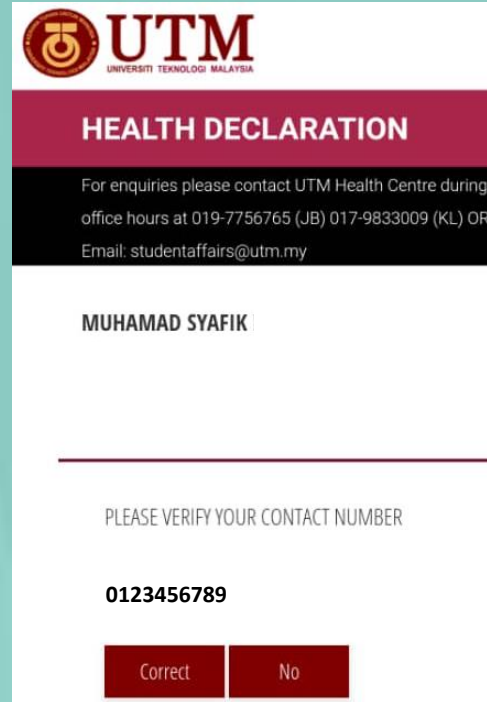 UTM
UNIVERSITI TEKNOLOGI MALAYSIA
HEALTH DECLARATION
For enquiries please contact UTM Health Centre during
office hours at 019-7756765 (JB) 017-9833009 (KL) OR
Email: studentaffairs@utm.my
MUHAMAD SYAFIK
PLEASE VERIFY YOUR CONTACT NUMBER
0123456789
Correct No